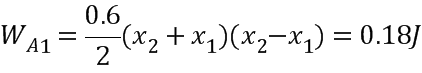 W_{A1} = \frac{0.6}{2}(x_2 + x_1)(x_2 - x_1) = 0.18J